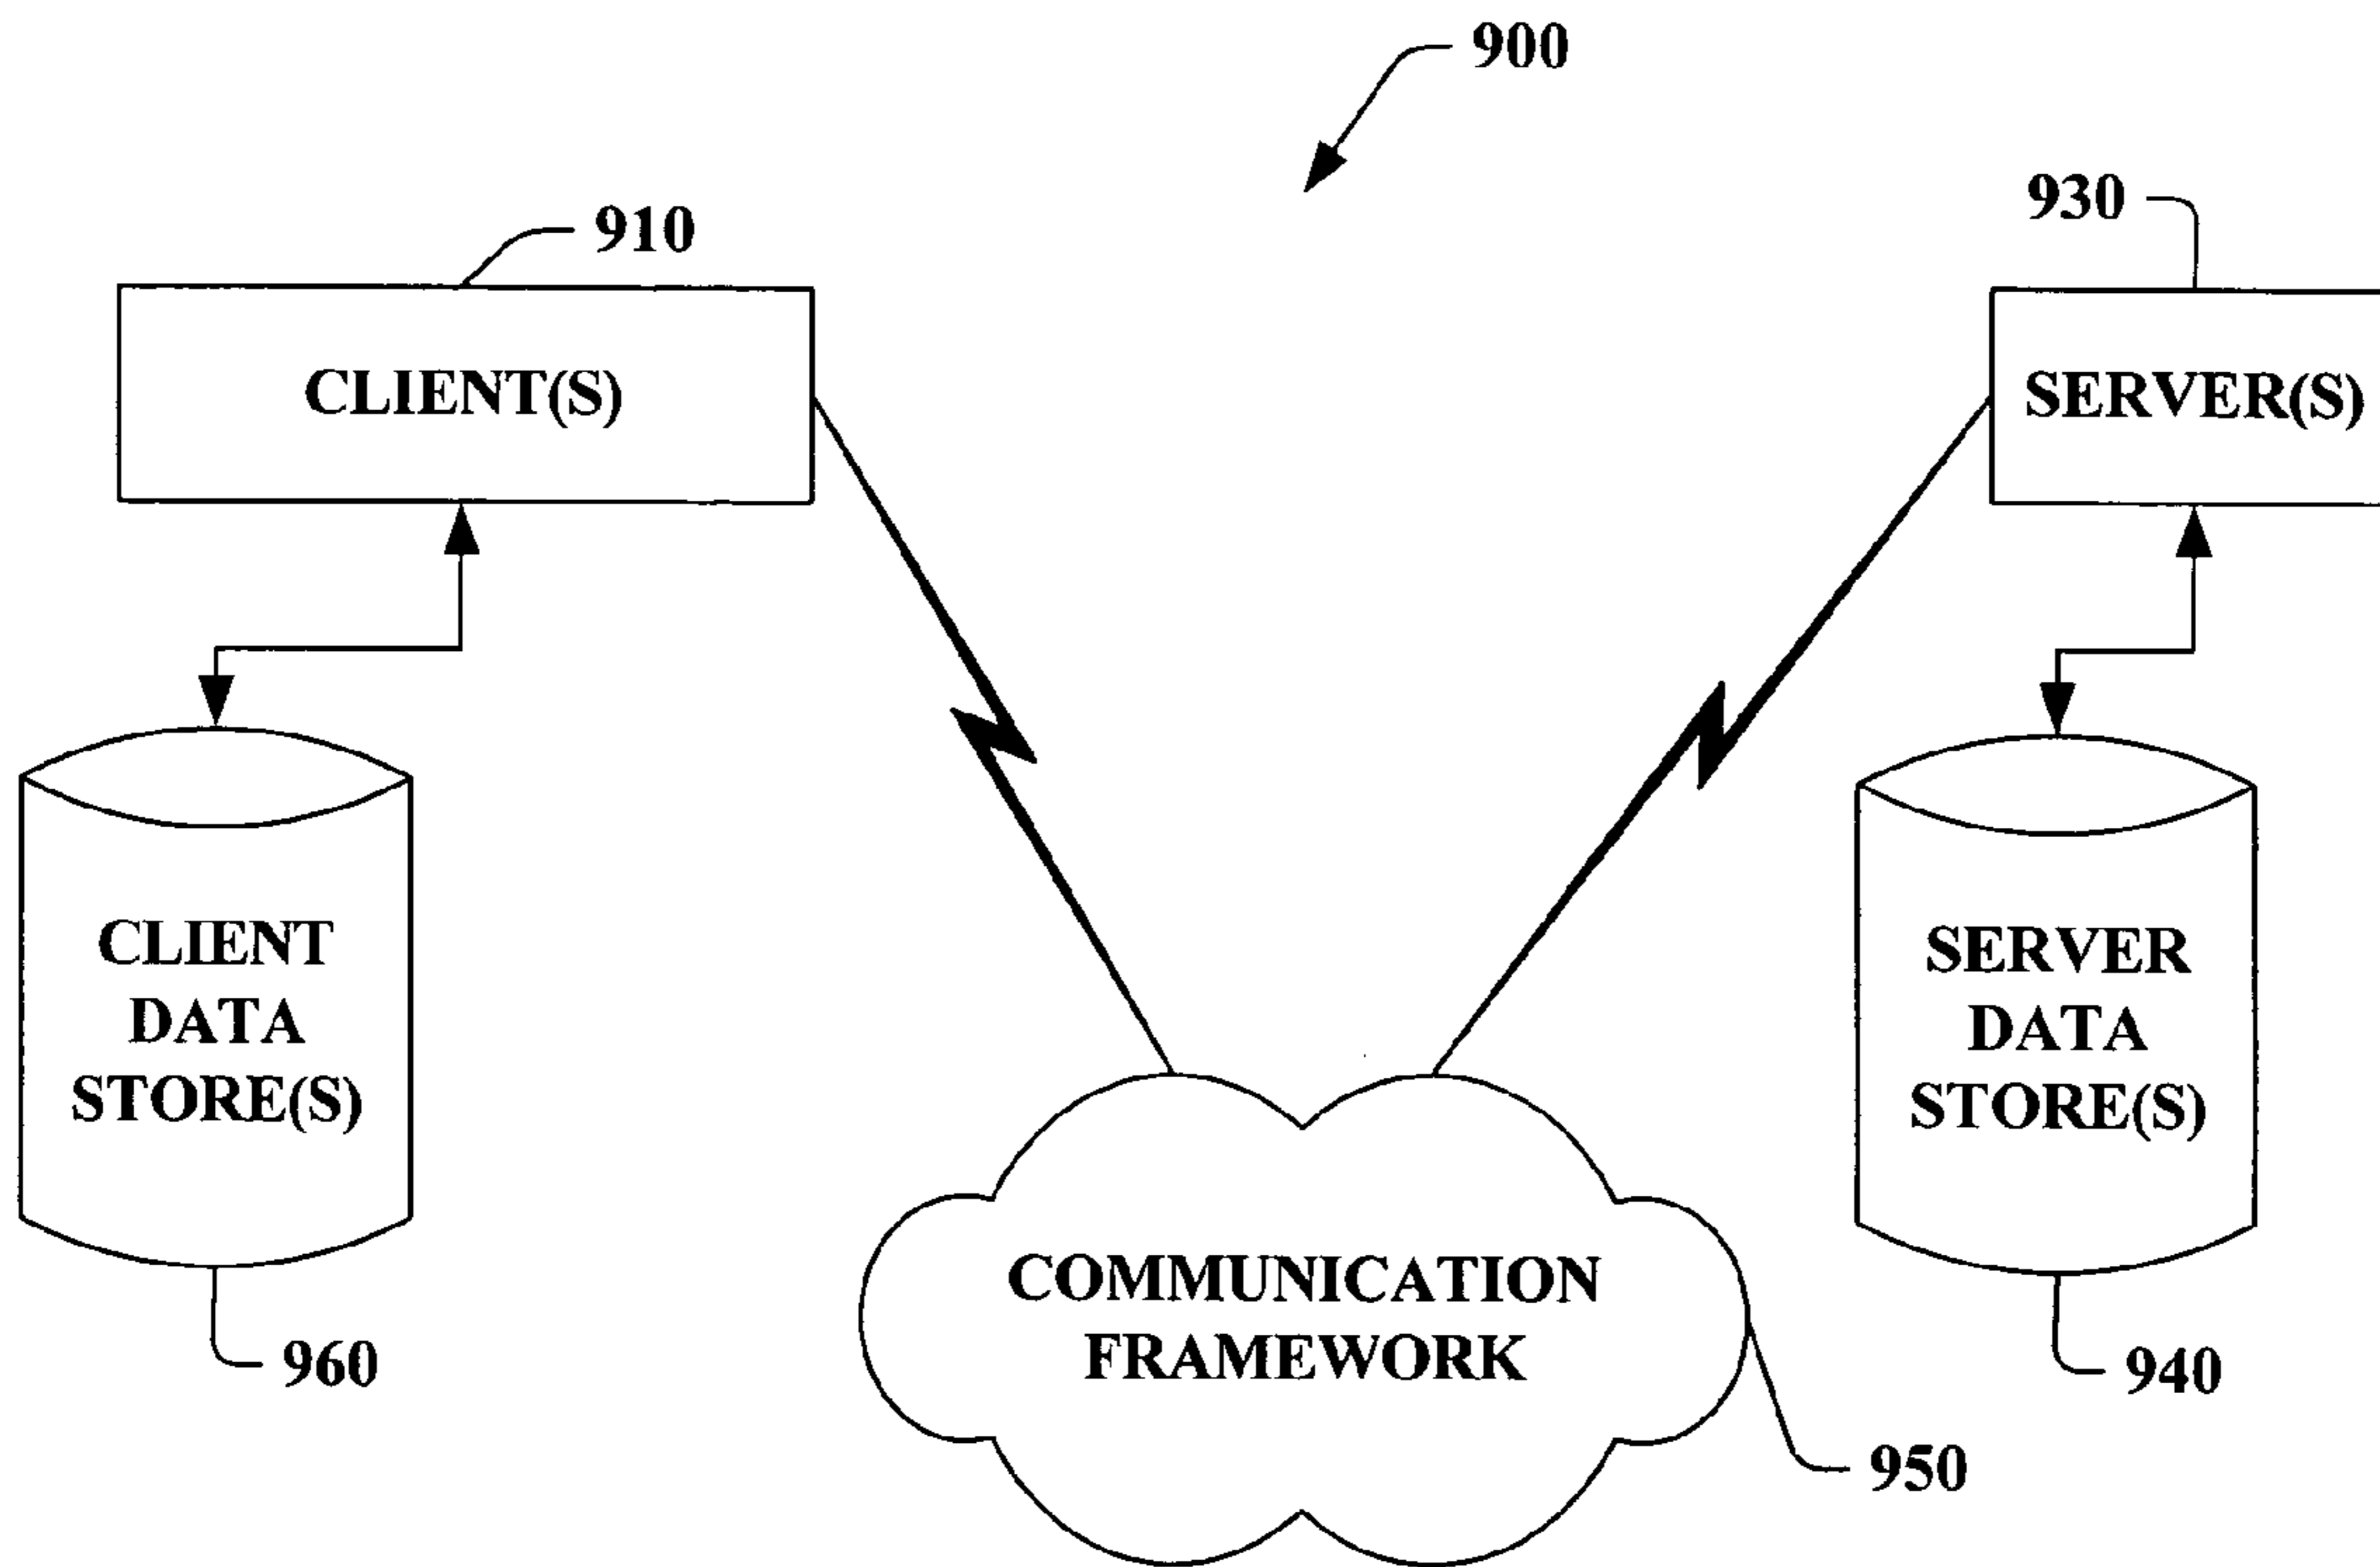 900
910
930
CLIENT(S)
SERVER(S)
CLIENT
DATA
STORE(S)
SERVER
DATA
STORE(S)
COMMUNICATION
FRAMEWORK
960
940
950